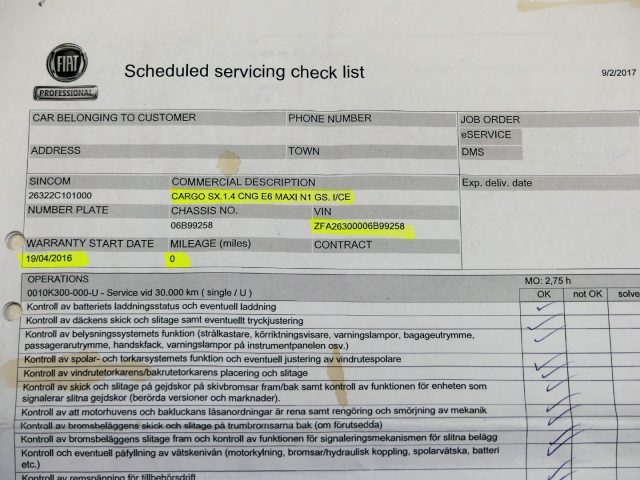 FIAT
PROFESSIONAL
Scheduled servicing check list
9/2/2017
CAR BELONGING TO CUSTOMER
PHONE NUMBER
JOB ORDER
eSERVICE
ADDRESS
TOWN
DMS
SINCOM
COMMERCIAL DESCRIPTION
Exp. deliv. date
26322C101000
CARGO SX.1.4 CNG E6 MAXI N1 GS. I/CE
NUMBER PLATE
CHASSIS NO.
VIN
06B99258
ZFA26300006B99258
WARRANTY START DATE
MILEAGE (miles)
CONTRACT
19/04/2016
0
OPERATIONS
MO: 2,75 h
0010K300-000-U - Service vid 30.000 km ( single / U )
OK
not OK
solve
Kontroll av batteriets laddningsstatus och eventuell laddning
Kontroll av däckens skick och slitage samt eventuellt tryckjustering
Kontroll av belysningssystemets funktion (strålkastare, körriktningsvisare, varningslampor, bagageutrymme,
passagerarutrymme, handskfack, varningslampor på instrumentpanelen osv.)
Kontroll av spolar- och torkarsystemets funktion och eventuell justering av vindrutespolare
Kontroll av vindrutetorkarens/bakrutetorkarens placering och slitage
Kontroll av skick och slitage på gejdskor på skivbromsar fram/bak samt kontroll av funktionen för enheten som
signalerar slitna gejdskor (berörda versioner och marknader).
Kontroll av att motorhuvens och bakluckans låsanordningar är rena samt rengöring och smörjning av mekanik
Kontroll av bromsbeläggens skick och slitage på trumbromsarna bak (om förutsedda)
Kontroll av bromsbeläggens slitage fram och kontroll av funktionen för signaleringsmekanismen för slitna belägg
Kontroll och eventuell påfyllning av vätskenivån (motorkylning, bromsar/hydraulisk koppling, spolarvätska, batteri
etc.)
Kontroll av remspänning för tillbehörsdrift